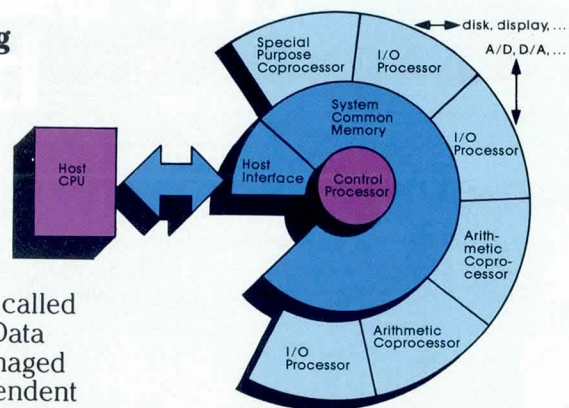 g
disk, display, ...
A/D, D/A, ...
Special
Purpose
Coprocessor
I/O
Processor
System
Common
Memory
I/O
Processor
Host
CPU
Host
Interface
Control
Processor
Arith-
metic
Copro-
cessor
called
Data
naged
endent
I/O
Processor
Arithmetic
Coprocessor